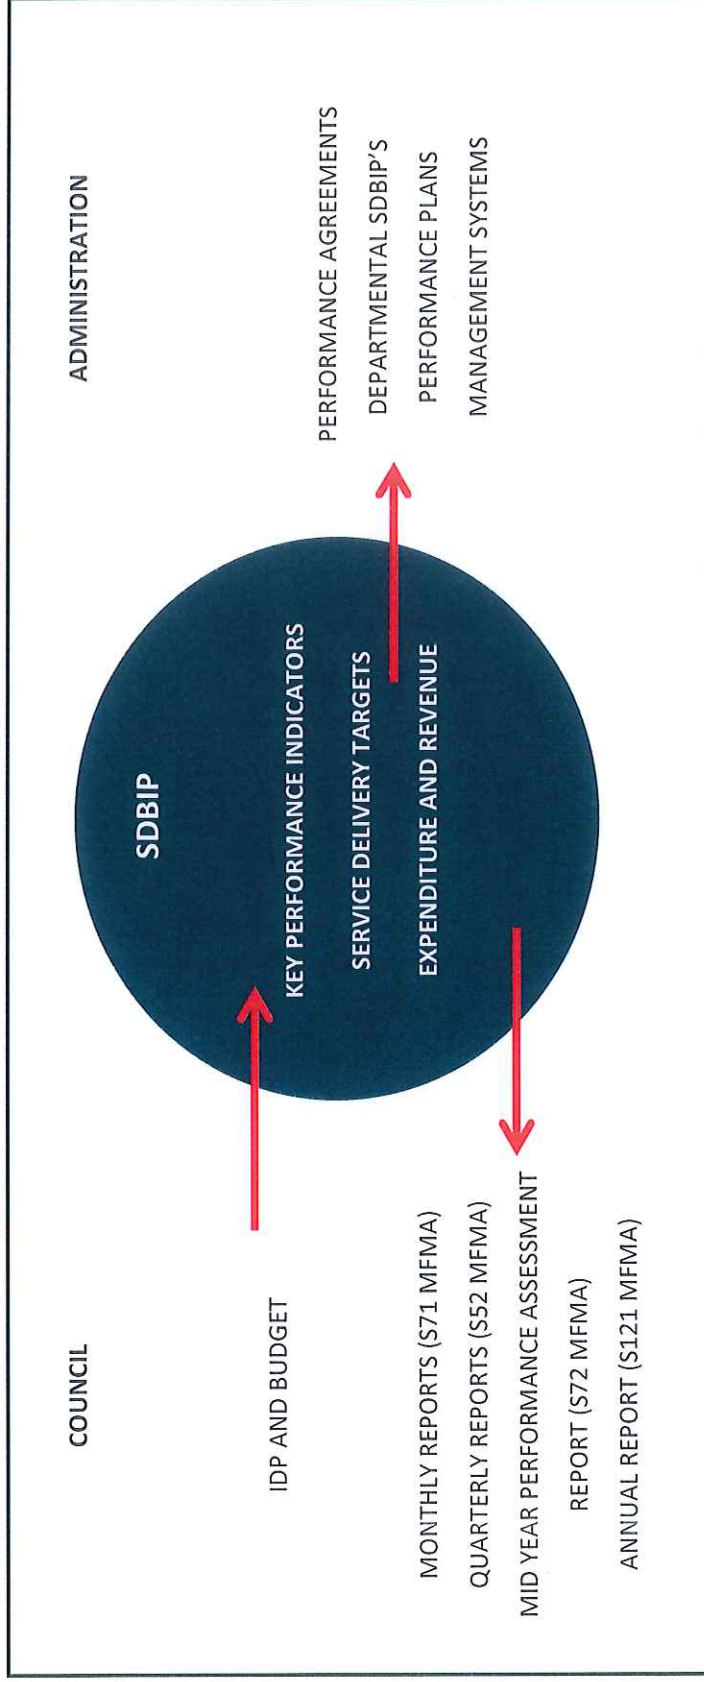 COUNCIL
IDP AND BUDGET
MONTHLY REPORTS (S71 MFMA)
QUARTERLY REPORTS (S52 MFMA)
MID YEAR PERFORMANCE ASSESSMENT
REPORT (S72 MFMA)
ANNUAL REPORT (S121 MFMA)
SDBIP
KEY PERFORMANCE INDICATORS
SERVICE DELIVERY TARGETS
EXPENDITURE AND REVENUE
ADMINISTRATION
PERFORMANCE AGREEMENTS
DEPARTMENTAL SDBIP'S
PERFORMANCE PLANS
MANAGEMENT SYSTEMS